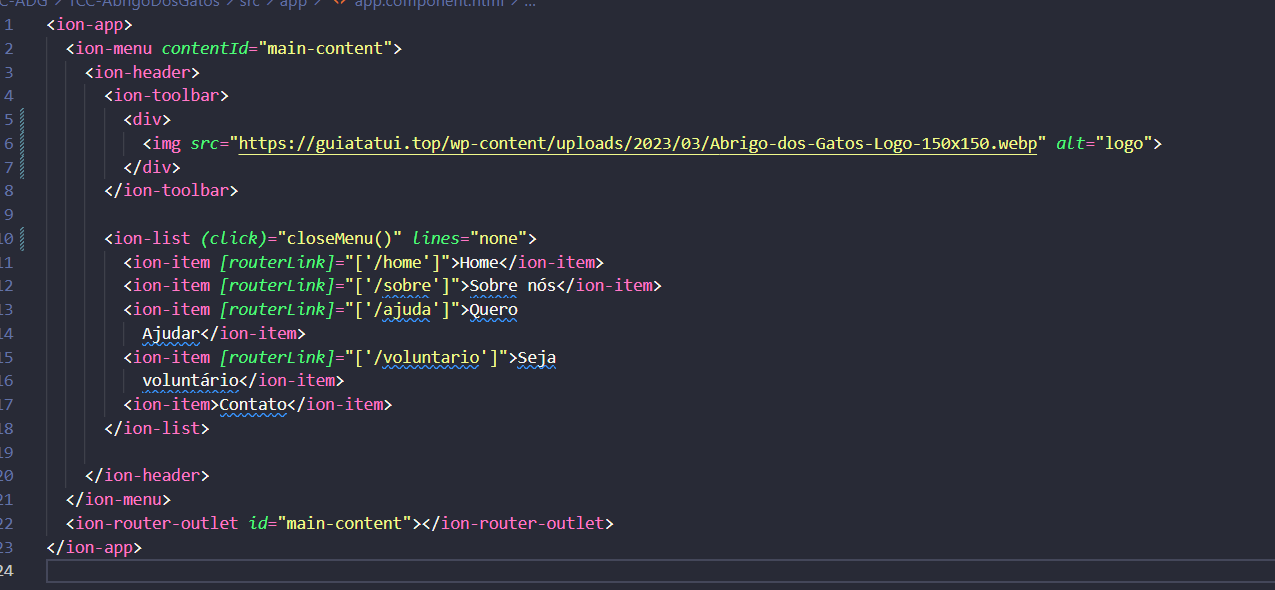 C-ADG > TCC-AbrigoDosGatos > src > app > <> app.component.html > ...
1 <ion-app>
2 <ion-menu contentId="main-content">
3 <ion-header>
4 <ion-toolbar>
5 <div>
6 <img src="https://guiatatui.top/wp-content/uploads/2023/03/Abrigo-dos-Gatos-Logo-150x150.webp" alt="logo">
7 </div>
8 </ion-toolbar>
9
10 <ion-list (click)="closeMenu()" lines="none">
11 <ion-item [routerLink]="['/home']">Home</ion-item>
12 <ion-item [routerLink]="['/sobre']">Sobre nós</ion-item>
13 <ion-item [routerLink]="['/ajuda']">Quero
14 Ajudar</ion-item>
15 <ion-item [routerLink]="['/voluntario']">Seja
16 voluntário</ion-item>
17 <ion-item>Contato</ion-item>
18 </ion-list>
19
20 </ion-header>
21 </ion-menu>
22 <ion-router-outlet id="main-content"></ion-router-outlet>
23 </ion-app>
24